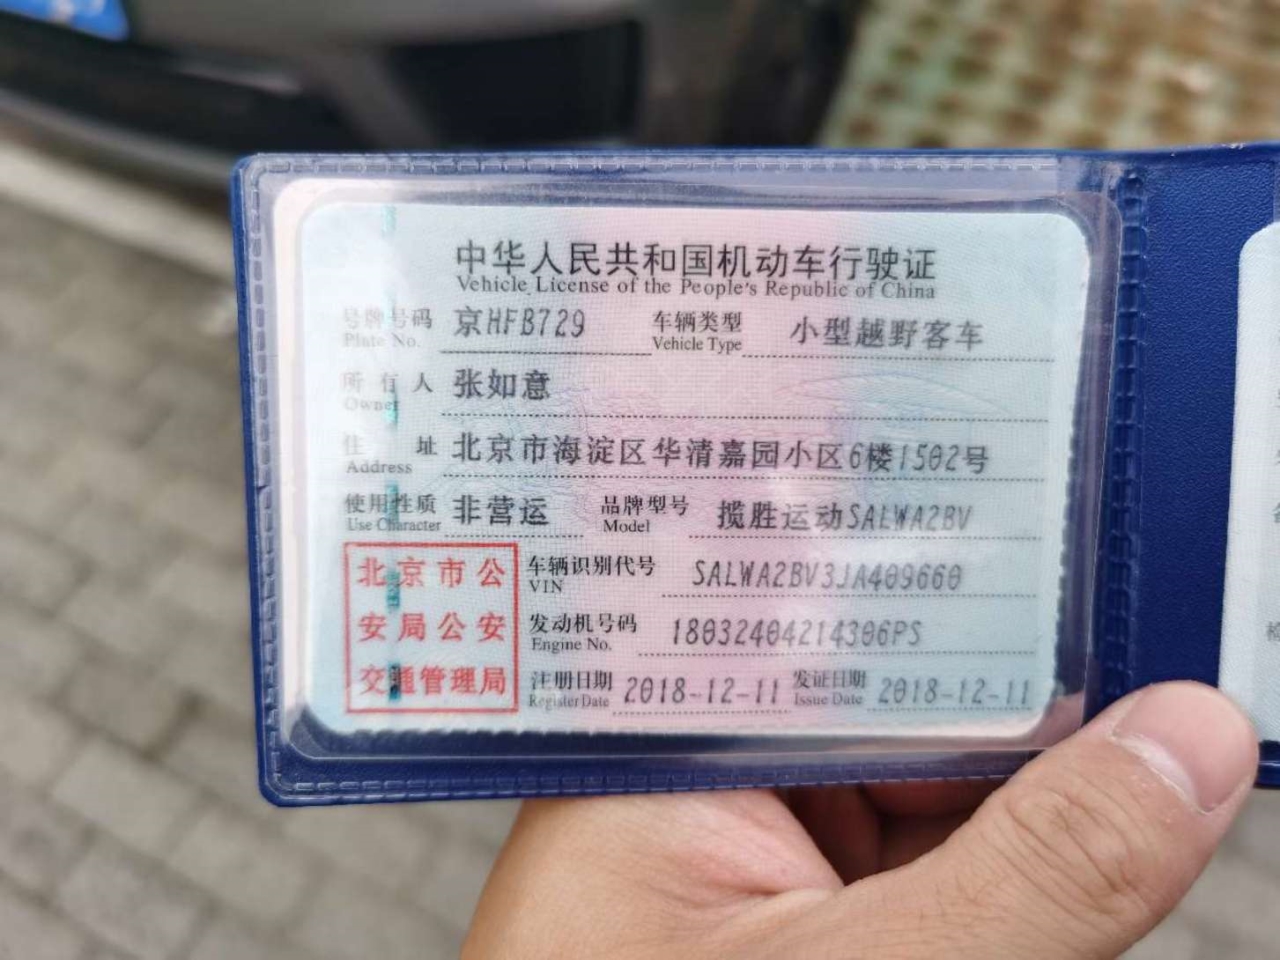 中华人民共和国机动车行驶证
Vehicle License of the People's Republic of China
号牌号码 京HFB729 车辆类型 小型越野客车
Plate No. Vehicle Type
所有人 张如意
Owner
住址 北京市海淀区华清嘉园小区6楼1502号
Address
使用性质 非营运 品牌型号 揽胜运动SALWA2BV
Use Character Model
北京市公
安局公安
交通管理局
车辆识别代号 SALWA2BV3JA409660
VIN
发动机号码 18032404214306PS
Engine No.
注册日期 2018-12-11 发证日期 2018-12-11
Register Date Issue Date